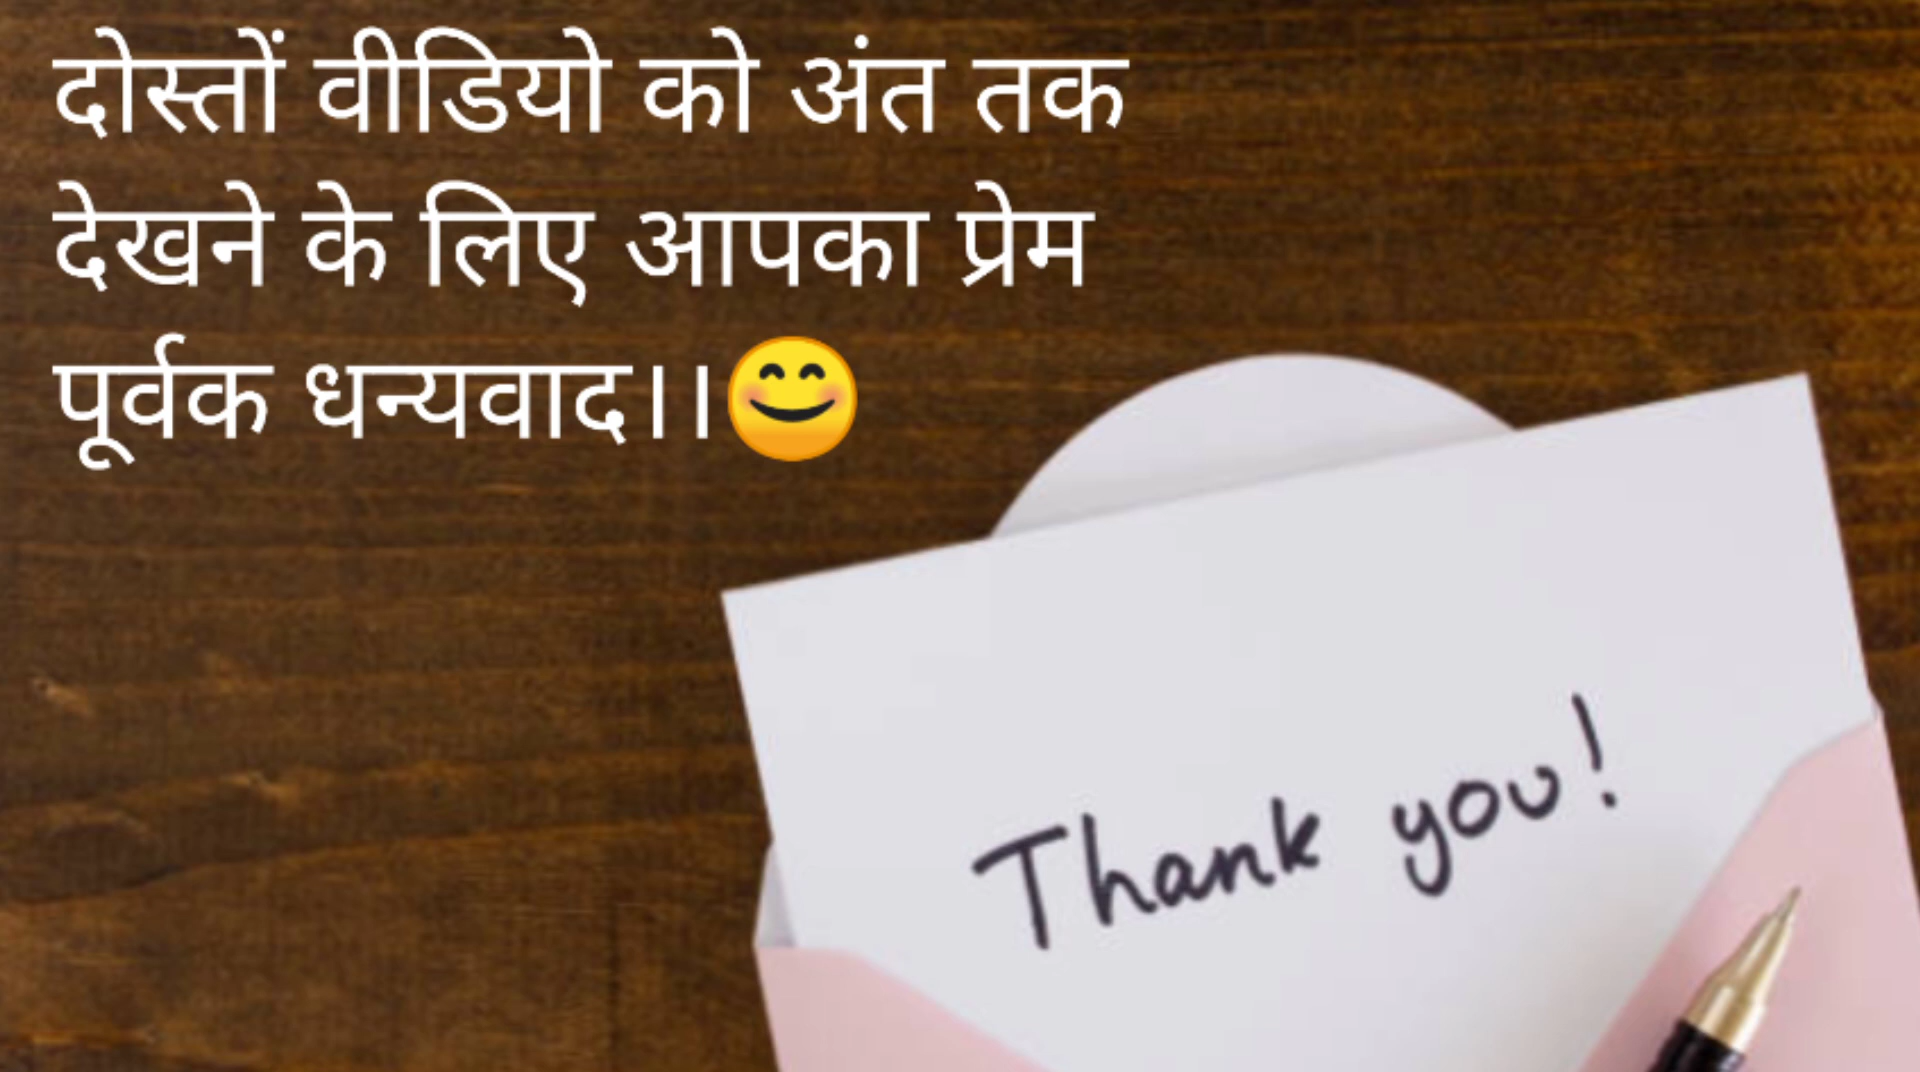 दोस्तों वीडियो को अंत तक
देखने के लिए आपका प्रेम
पूर्वक धन्यवाद।।😊
Thank you!